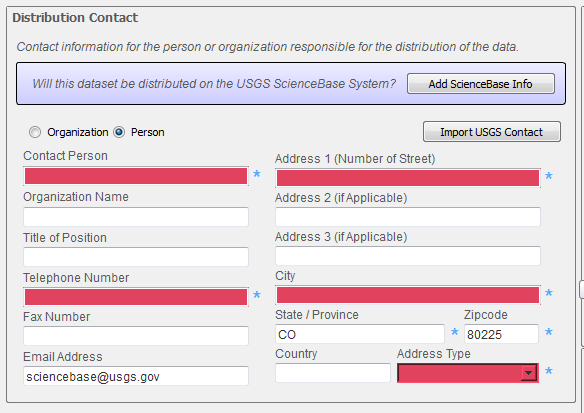 Distribution Contact
Contact information for the person or organization responsible for the distribution of the data.
Will this dataset be distributed on the USGS ScienceBase System? Add ScienceBase Info
Organization Person Import USGS Contact
Contact Person
*
Organization Name
Title of Position
Telephone Number
*
Fax Number
Email Address
sciencebase@usgs.gov
Address 1 (Number of Street)
*
Address 2 (if Applicable)
Address 3 (if Applicable)
City
*
State / Province Zipcode
CO * 80225 *
Country Address Type
*